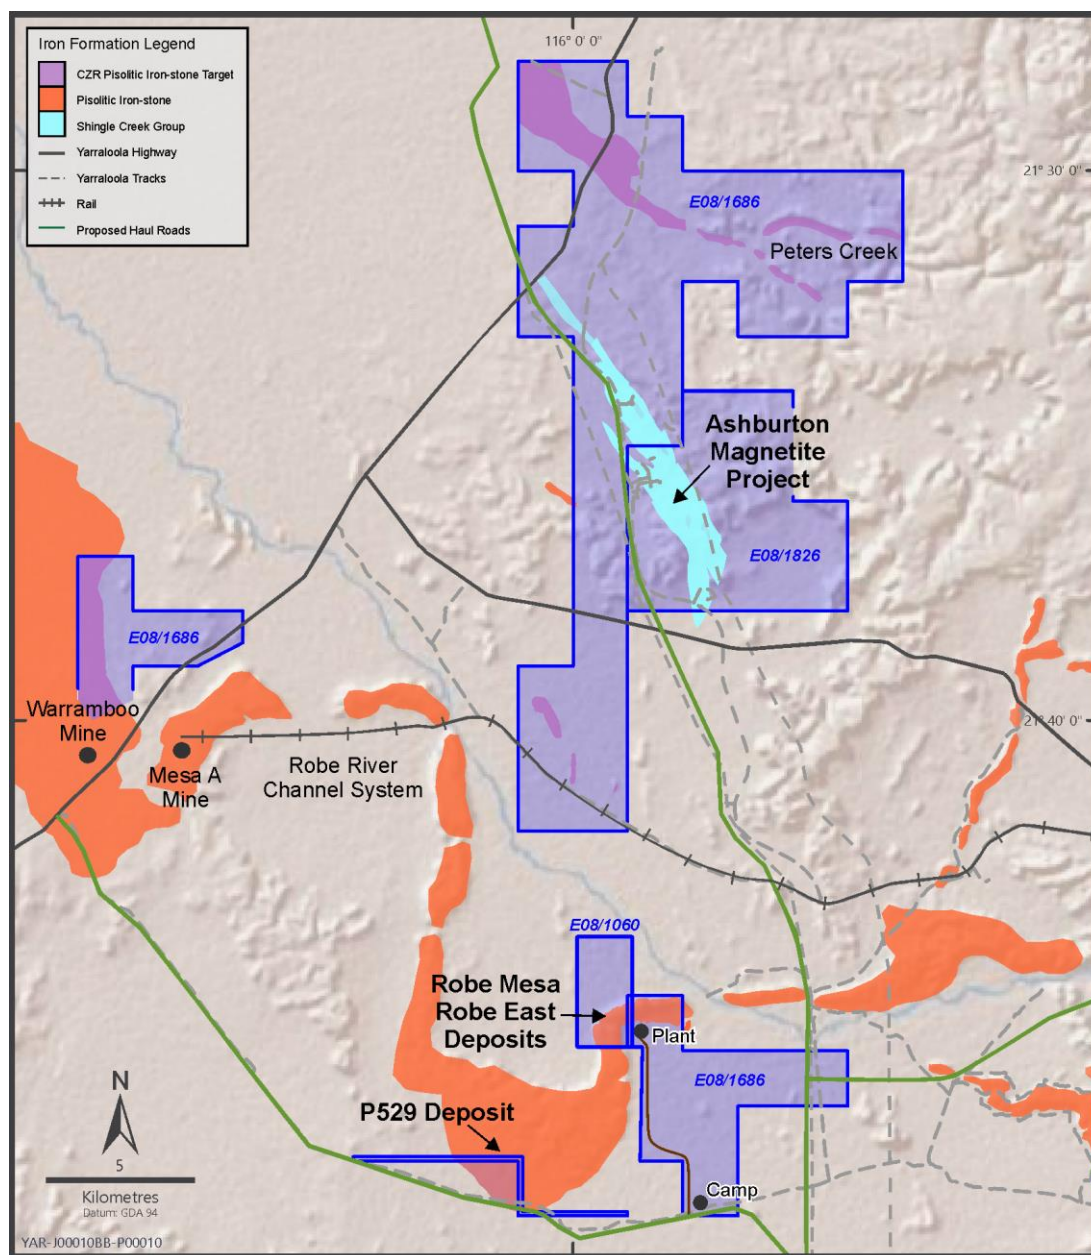 116° 0' 0"
Iron Formation Legend
CZR Pisolitic Iron-stone Target
Pisolitic Iron-stone
Shingle Creek Group
Yarraloola Highway
Yarraloola Tracks
Rail
Proposed Haul Roads
21° 30' 0"
E08/1686
Peters Creek
Ashburton
Magnetite
Project
E08/1826
E08/1686
Warramboo
Mine
Mesa A
Mine
Robe River
Channel System
21° 40' 0"
E08/1060
Robe Mesa
Robe East
Deposits
Plant
E08/1686
P529 Deposit
Camp
N
5
Kilometres
Datum: GDA 94
YAR-J00010BB-P00010